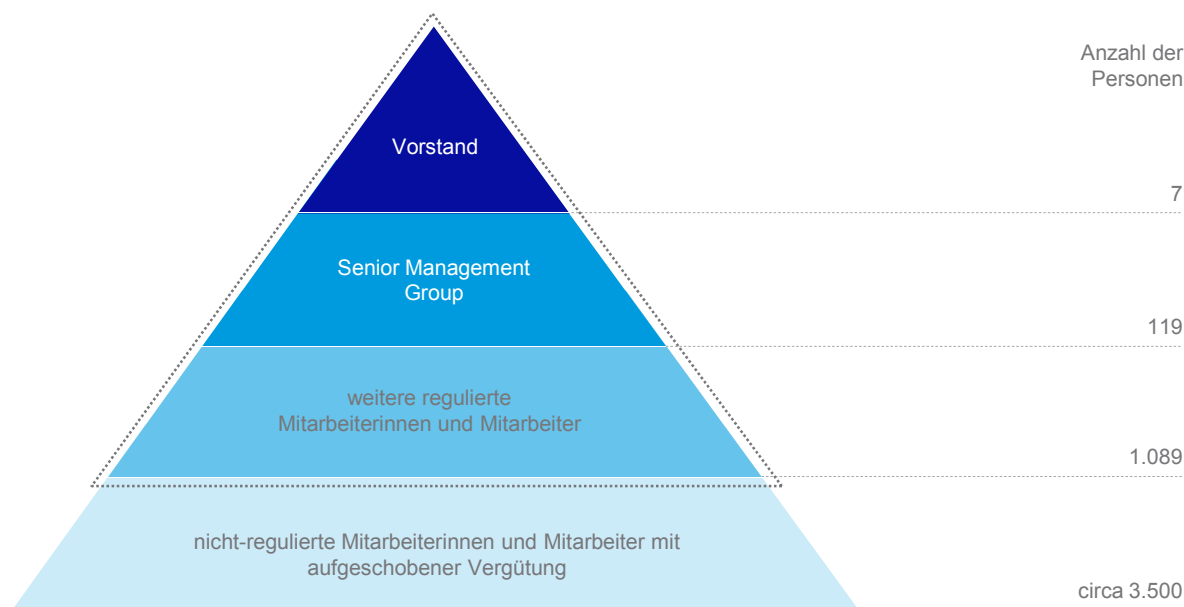 Anzahl der
Personen
Vorstand
7
Senior Management
Group
119
weitere regulierte
Mitarbeiterinnen und Mitarbeiter
1.089
nicht-regulierte Mitarbeiterinnen und Mitarbeiter mit
aufgeschobener Vergütung
circa 3.500